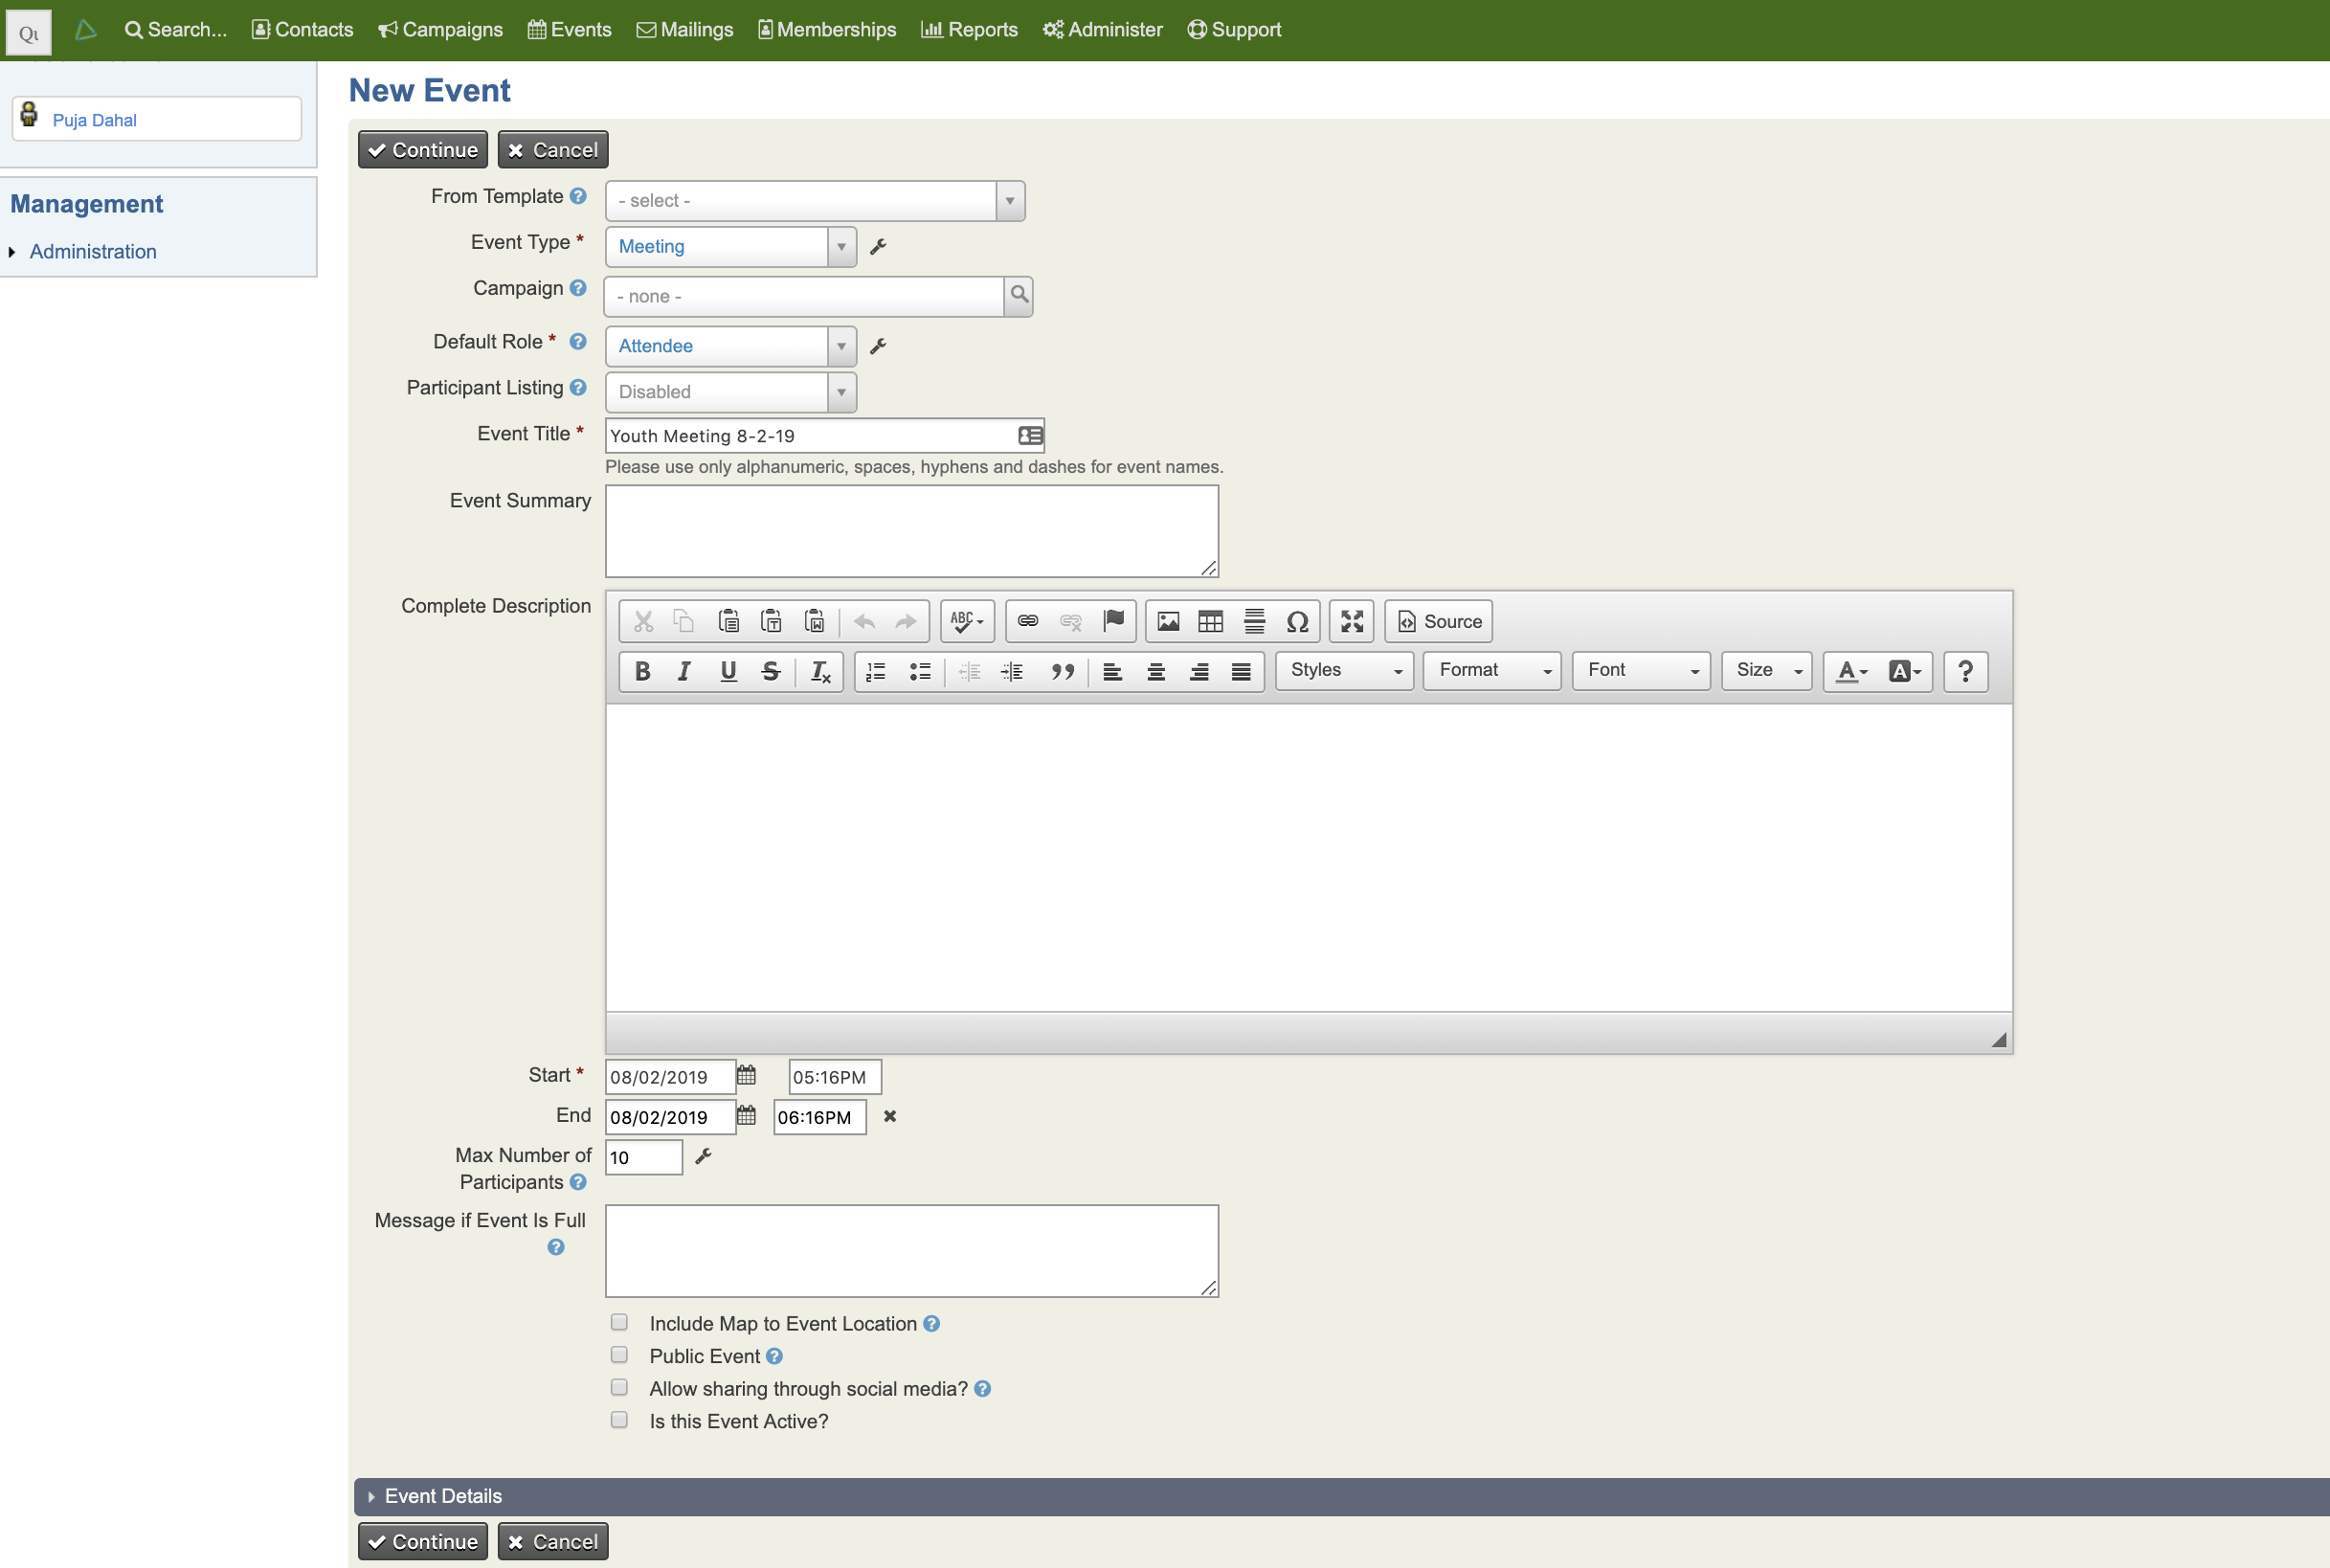 Search... Contacts Campaigns Events Mailings Memberships Reports Administer Support
Puja Dahal
Management
Administration
New Event
Continue Cancel
From Template - select -
Event Type * Meeting
Campaign - none -
Default Role * Attendee
Participant Listing Disabled
Event Title * Youth Meeting 8-2-19
Please use only alphanumeric, spaces, hyphens and dashes for event names.
Event Summary
Complete Description
ABC Source
B I U S Ix Styles Format Font Size A A ?
Start * 08/02/2019 05:16PM
End 08/02/2019 06:16PM
Max Number of
Participants
10
Message if Event Is Full
Include Map to Event Location
Public Event
Allow sharing through social media?
Is this Event Active?
Event Details
Continue Cancel